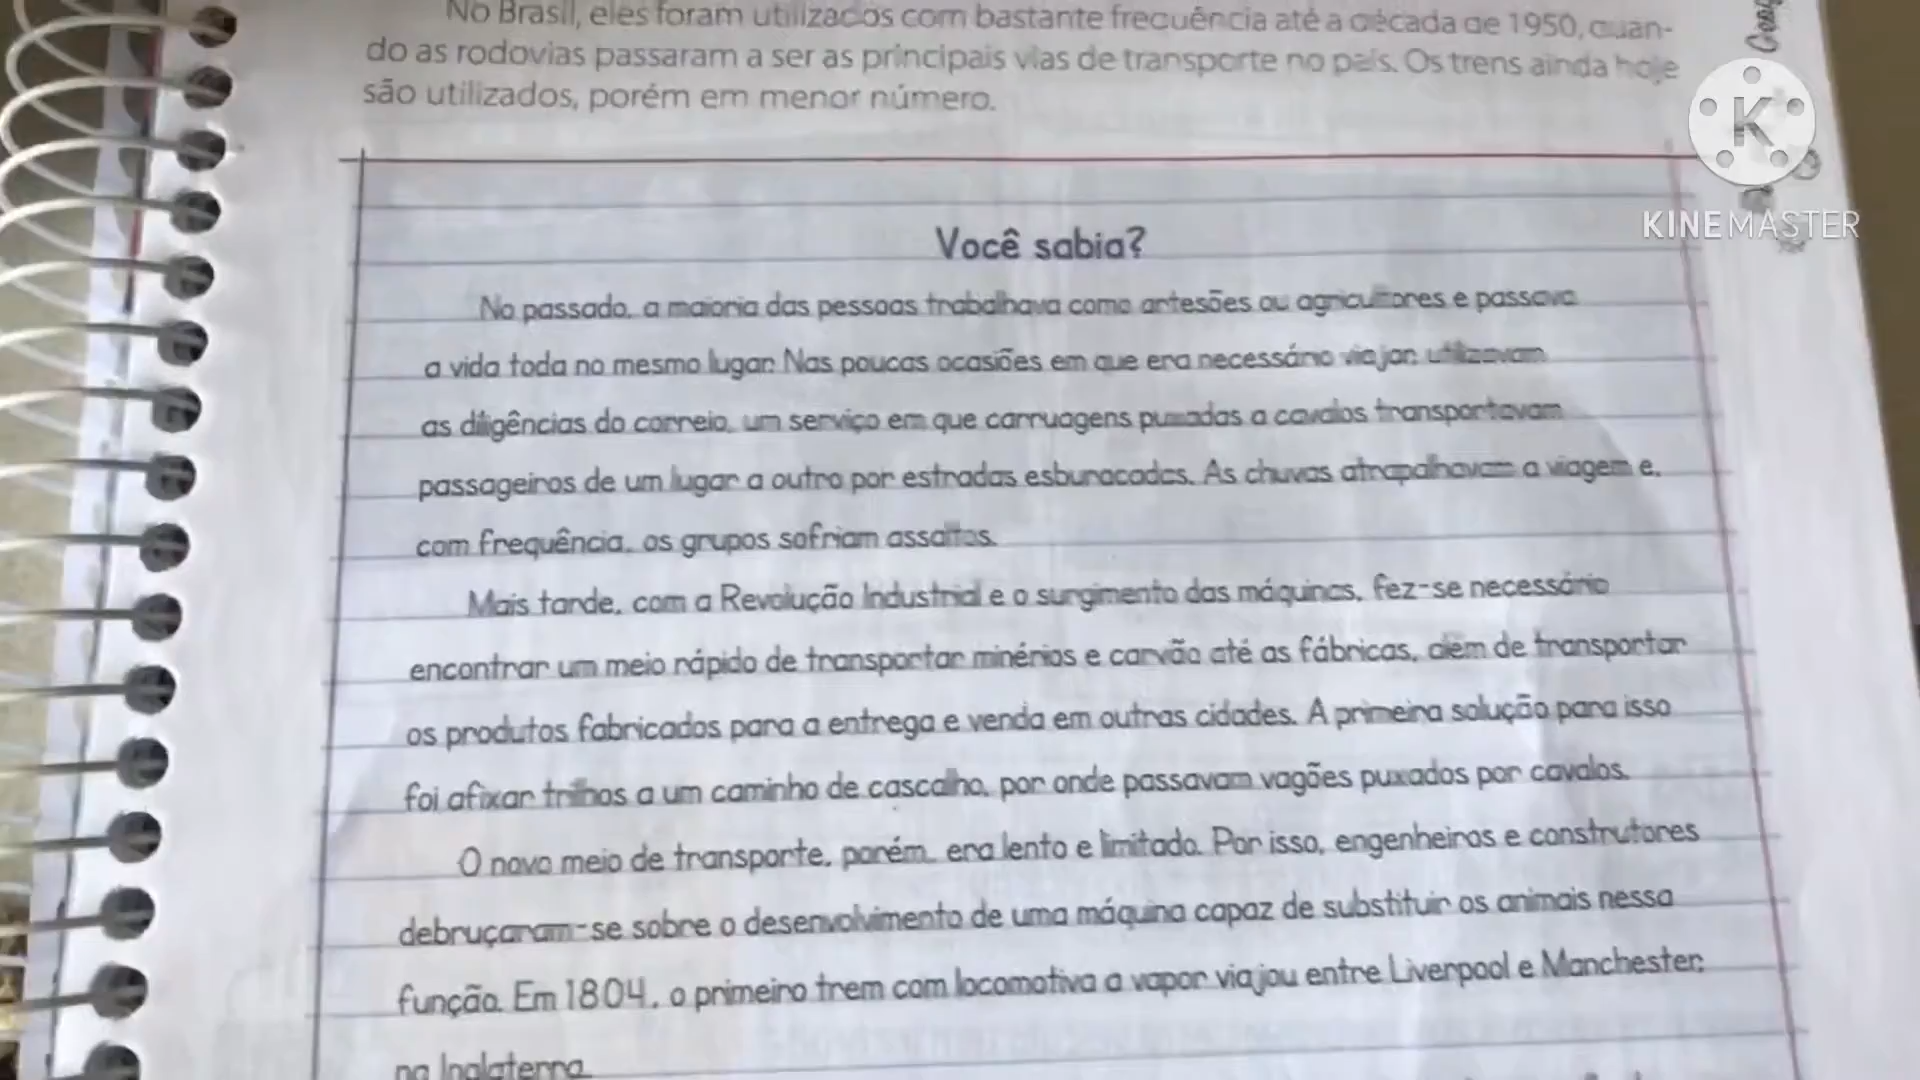 No Brasil, eles foram utilizados com bastante frequência até a década de 1950, quan-
do as rodovias passaram a ser as principais vias de transporte no país. Os trens ainda hoje
são utilizados, porém em menor número.
K
KINEMASTER
Você sabia?
No passado, a maioria das pessoas trabalhava como artesões ou agricultores e passava
a vida toda no mesmo lugar. Nas poucas ocasiões em que era necessário viajar, utilizavam
as diligências do correio, um serviço em que carruagens puxadas a cavalos transportavam
passageiros de um lugar a outro por estradas esburacadas. As chuvas atrapalhavam a viagem e,
com frequência, os grupos sofriam assaltos.
Mais tarde, com a Revolução Industrial e o surgimento das máquinas, fez-se necessário
encontrar um meio rápido de transportar minérios e carvão até as fábricas, além de transportar
os produtos fabricados para a entrega e venda em outras cidades. A primeira solução para isso
foi afixar trilhos a um caminho de cascalho, por onde passavam vagões puxados por cavalos.
O novo meio de transporte, porém, era lento e limitado. Por isso, engenheiros e construtores
debruçaram-se sobre o desenvolvimento de uma máquina capaz de substituir os animais nessa
função. Em 1804, o primeiro trem com locomotiva a vapor viajou entre Liverpool e Manchester,
na Inglaterra.